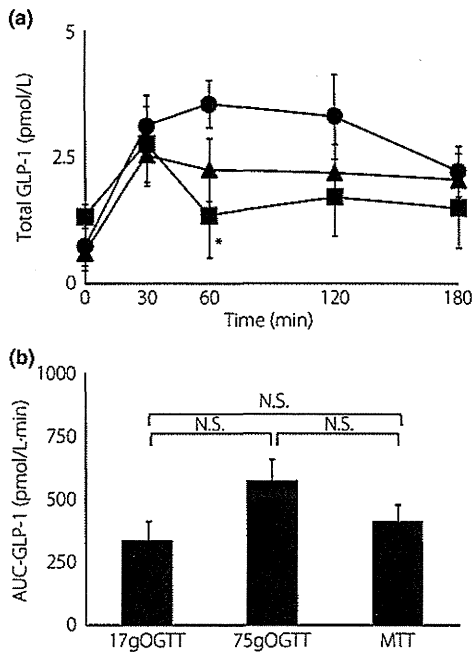 (a)
5
2.5
0
Total GLP-1 (pmol/L)
*
0 30 60 120 180
Time (min)
(b)
1000
750
500
250
0
AUC-GLP-1 (pmol/L·min)
N.S.
N.S. N.S.
17gOGTT 75gOGTT MTT